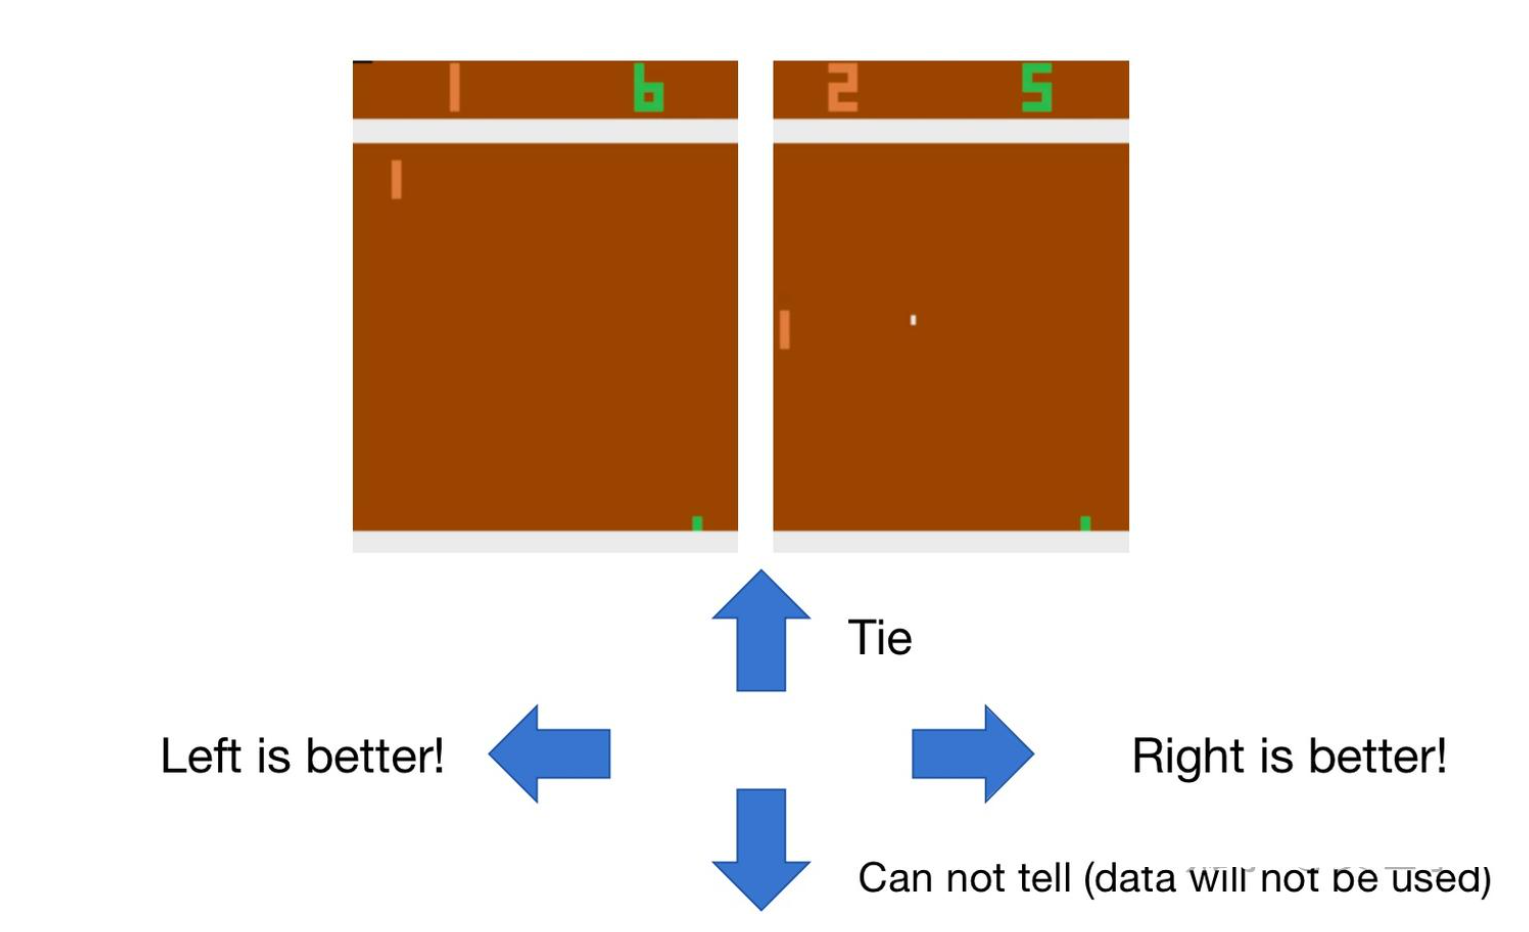 1 6 2 5
Tie
Left is better!
Right is better!
Can not tell (data will not be used)